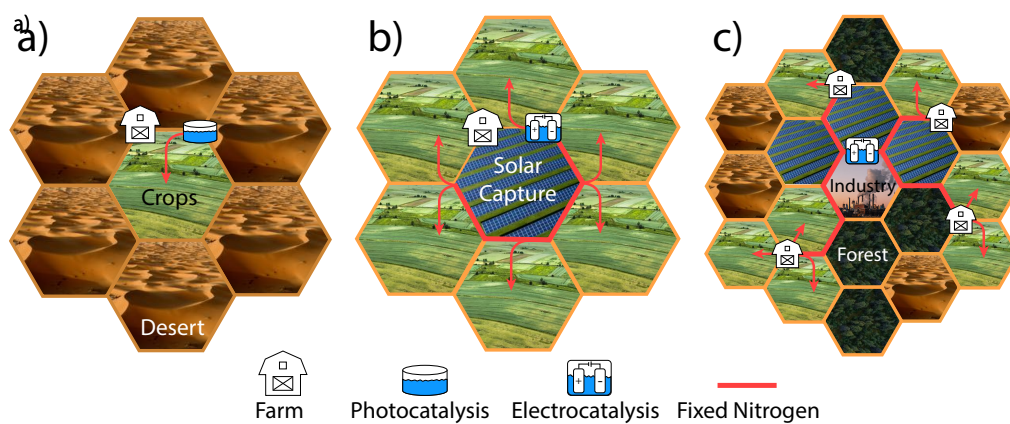 a)
a)
b)
c)
Crops
Desert
Solar
Capture
Industry
Forest
+ −
+ −
Farm
Photocatalysis
+ −
Electrocatalysis
Fixed Nitrogen